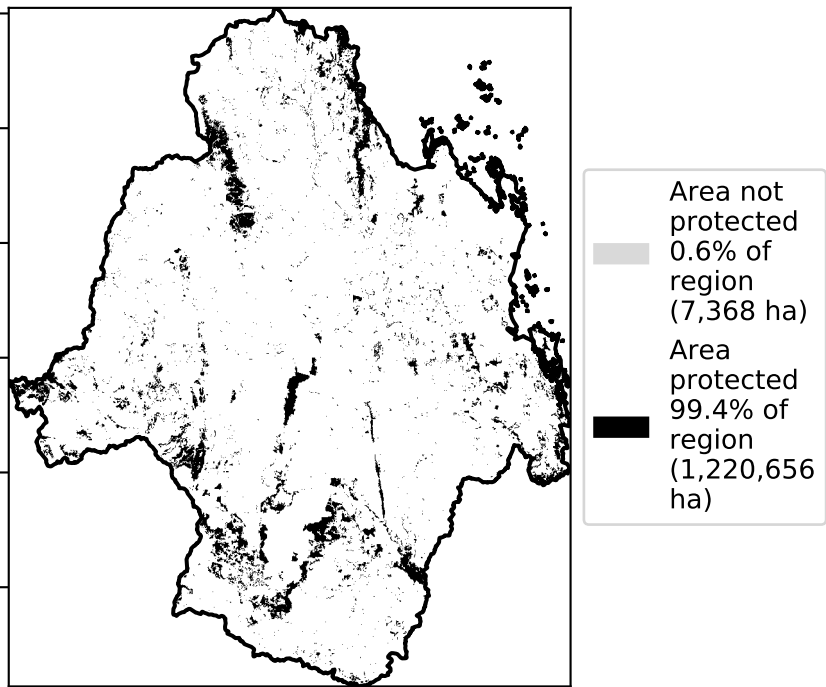 Area not
protected
0.6% of
region
(7,368 ha)
Area
protected
99.4% of
region
(1,220,656
ha)